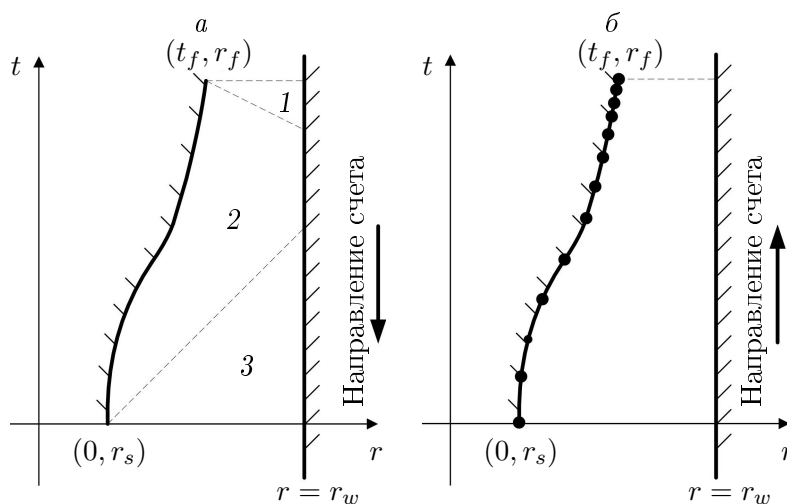 а
(t_f, r_f)
t
1
2
3
Направление счета
(0, r_s)
r
r = r_w
б
(t_f, r_f)
t
Направление счета
(0, r_s)
r
r = r_w